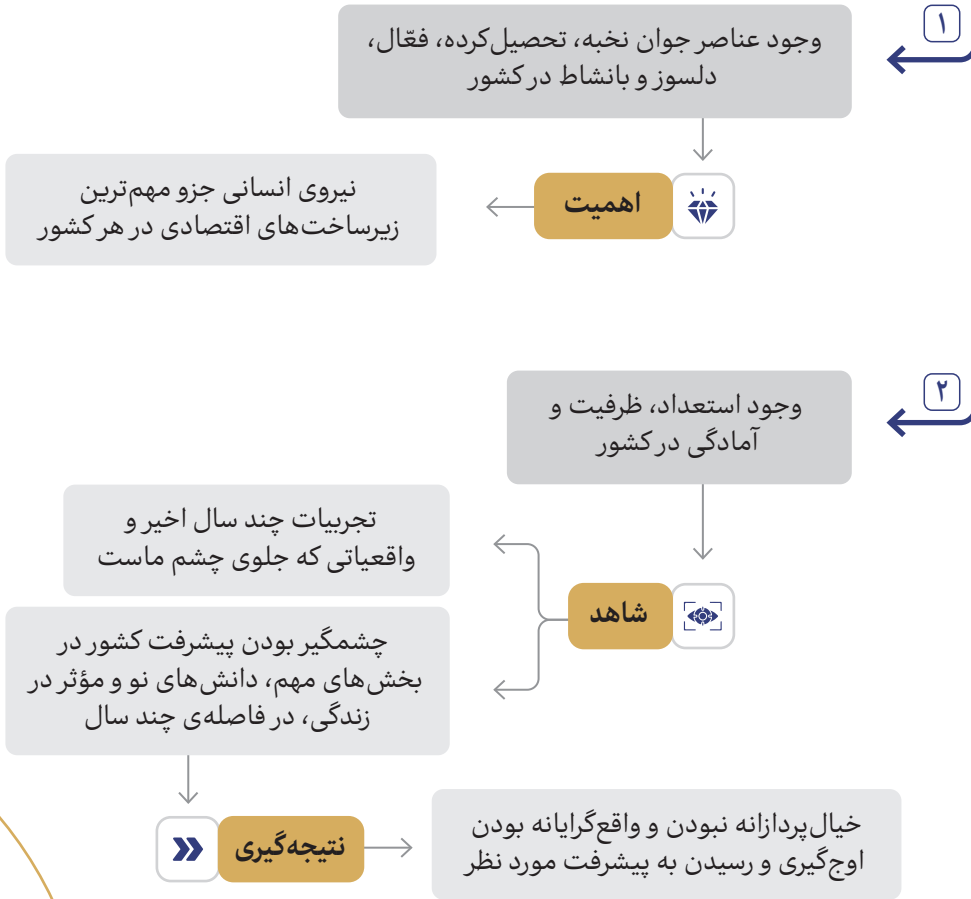 ۱
وجود عناصر جوان نخبه، تحصیل‌کرده، فعّال،
دلسوز و بانشاط در کشور
اهمیت
نیروی انسانی جزو مهم‌ترین
زیرساخت‌های اقتصادی در هر کشور
۲
وجود استعداد، ظرفیت و
آمادگی در کشور
شاهد
تجربیات چند سال اخیر و
واقعیاتی که جلوی چشم ماست
چشمگیر بودن پیشرفت کشور در
بخش‌های مهم، دانش‌های نو و مؤثر در
زندگی، در فاصله‌ی چند سال
نتیجه‌گیری
خیال‌پردازانه نبودن و واقع‌گرایانه بودن
اوج‌گیری و رسیدن به پیشرفت مورد نظر